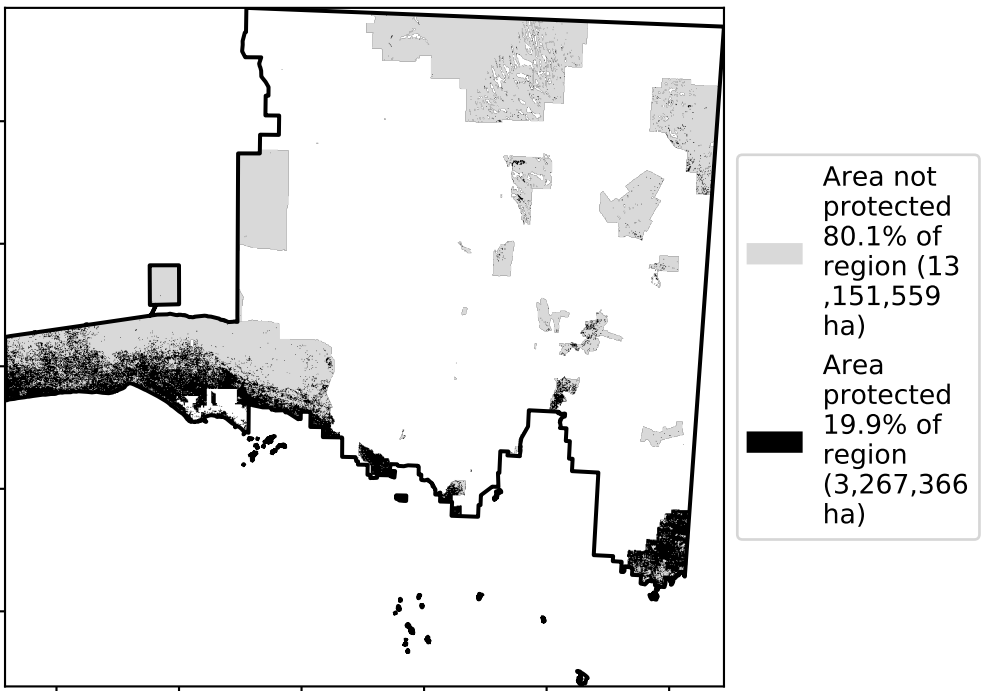 Area not
protected
80.1% of
region (13
,151,559
ha)
Area
protected
19.9% of
region
(3,267,366
ha)